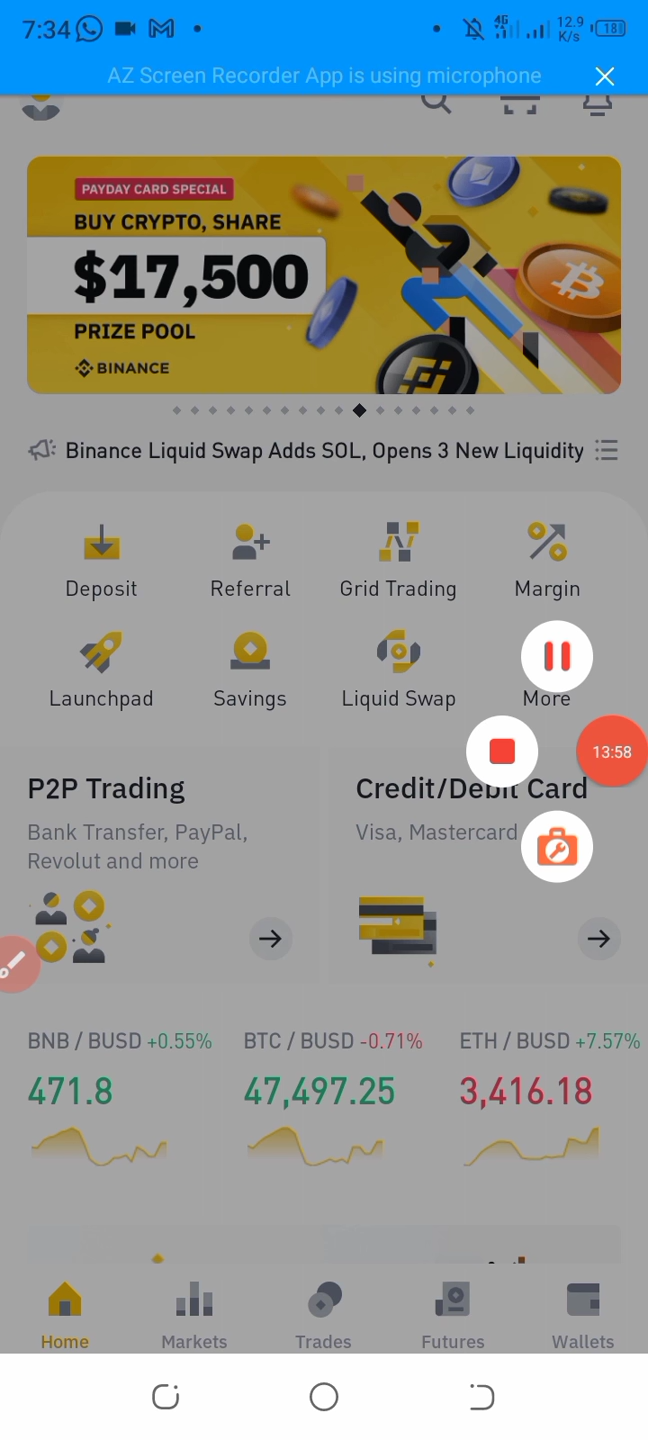 7:34
4G
12.9 K/s
18
AZ Screen Recorder App is using microphone
PAYDAY CARD SPECIAL
BUY CRYPTO, SHARE
$17,500
PRIZE POOL
BINANCE
Binance Liquid Swap Adds SOL, Opens 3 New Liquidity
Deposit Referral Grid Trading Margin
Launchpad Savings Liquid Swap More
13:58
P2P Trading
Bank Transfer, PayPal,
Revolut and more
Credit/Debit Card
Visa, Mastercard
BNB / BUSD +0.55% BTC / BUSD -0.71% ETH / BUSD +7.57%
471.8 47,497.25 3,416.18
Home Markets Trades Futures Wallets